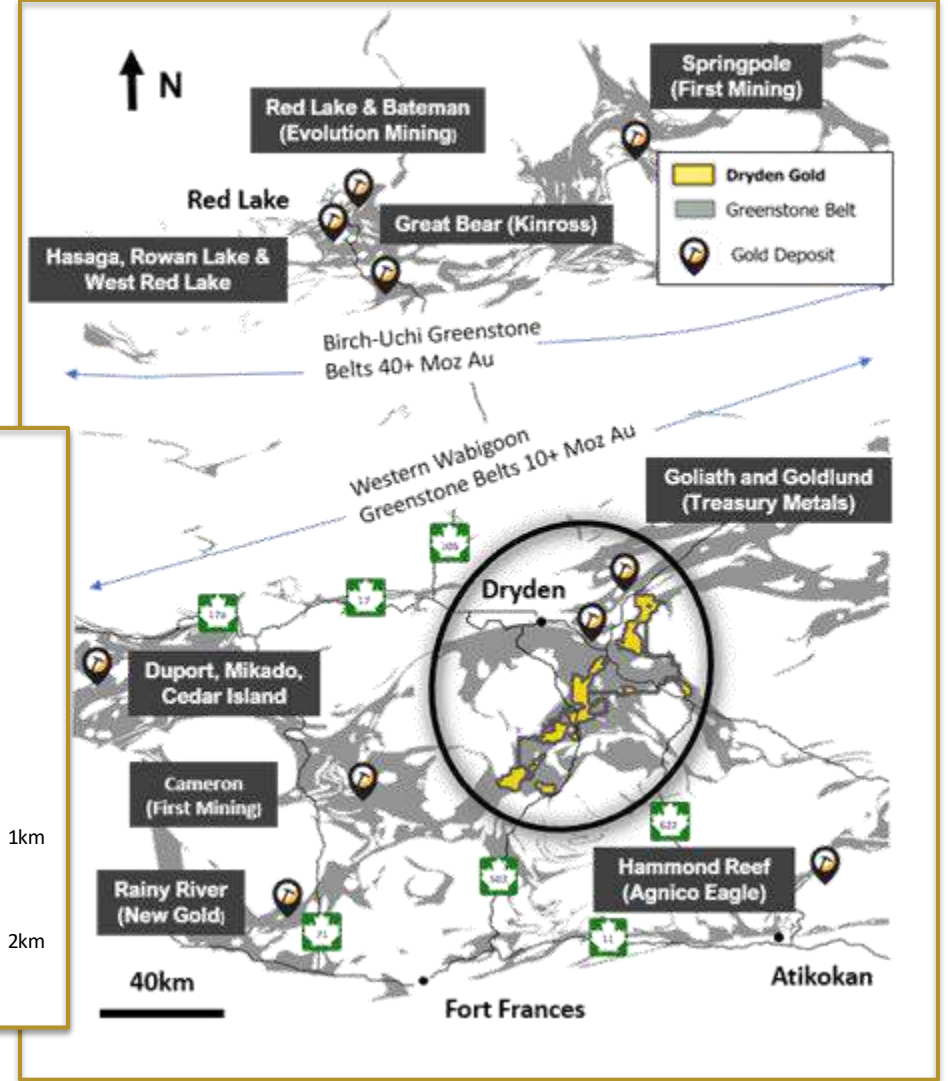 N
Springpole
(First Mining)
Red Lake & Bateman
(Evolution Mining)
Dryden Gold
Greenstone Belt
Gold Deposit
Red Lake
Great Bear (Kinross)
Hasaga, Rowan Lake &
West Red Lake
Birch-Uchi Greenstone
Belts 40+ Moz Au
Western Wabigoon
Greenstone Belts 10+ Moz Au
Goliath and Goldlund
(Treasury Metals)
Dryden
17
Duport, Mikado,
Cedar Island
Cameron
(First Mining)
1km
622
Hammond Reef
(Agnico Eagle)
502
Rainy River
(New Gold)
71
11
2km
40km
Atikokan
Fort Frances